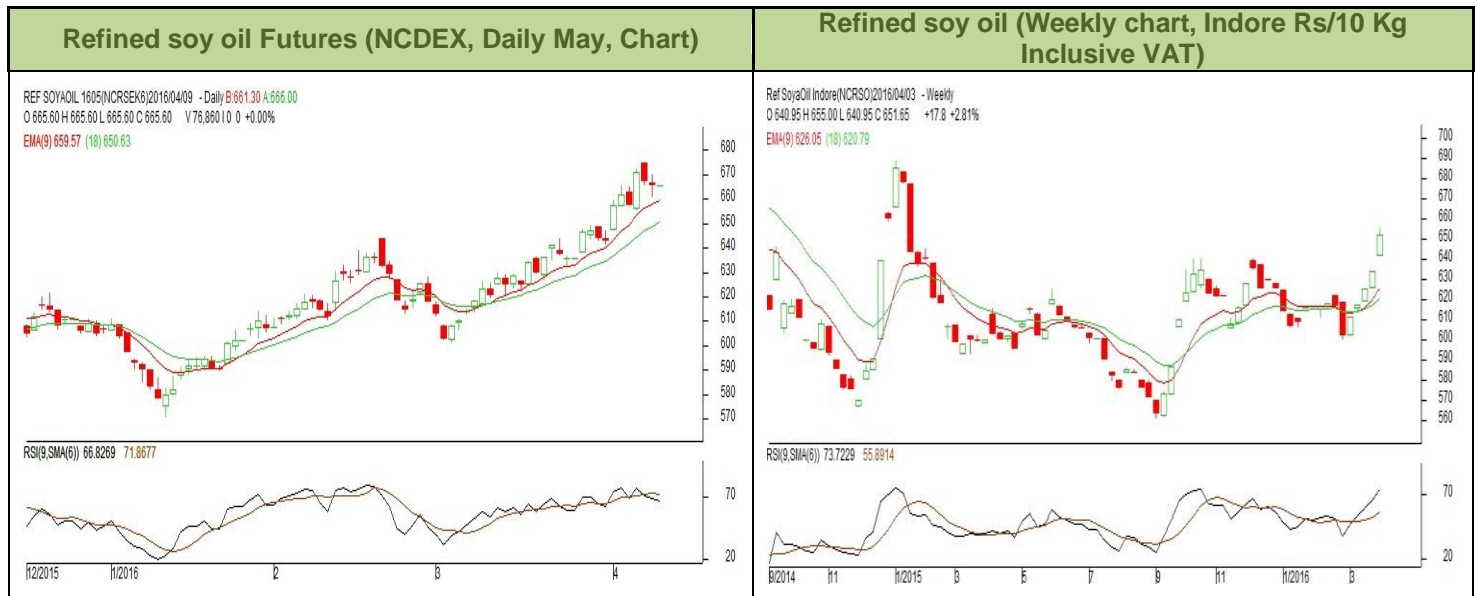 Refined soy oil Futures (NCDEX, Daily May, Chart)
Refined soy oil (Weekly chart, Indore Rs/10 Kg
Inclusive VAT)
REF SOYAOIL 1605(NCRSEK6)2016/04/09 - Daily B:661.30 A:666.00
O 665.60 H 665.60 L 665.60 C 665.60 V 76,860 I 0 0 +0.00%
EMA(9) 659.57 (18) 650.63
680
670
660
650
640
630
620
610
600
590
580
570
RSI(9,SMA(6)) 66.8269 71.8677
70
20
12/2015 1/2016 2 3 4
Ref SoyaOil Indore(NCRSO)2016/04/03 - Weekly
O 640.95 H 655.00 L 640.95 C 651.65 +17.8 +2.81%
EMA(9) 626.05 (18) 620.79
700
690
680
670
660
650
640
630
620
610
600
590
580
570
560
RSI(9,SMA(6)) 73.7229 55.8914
70
20
9/2014 11 1/2015 3 5 7 9 11 1/2016 3